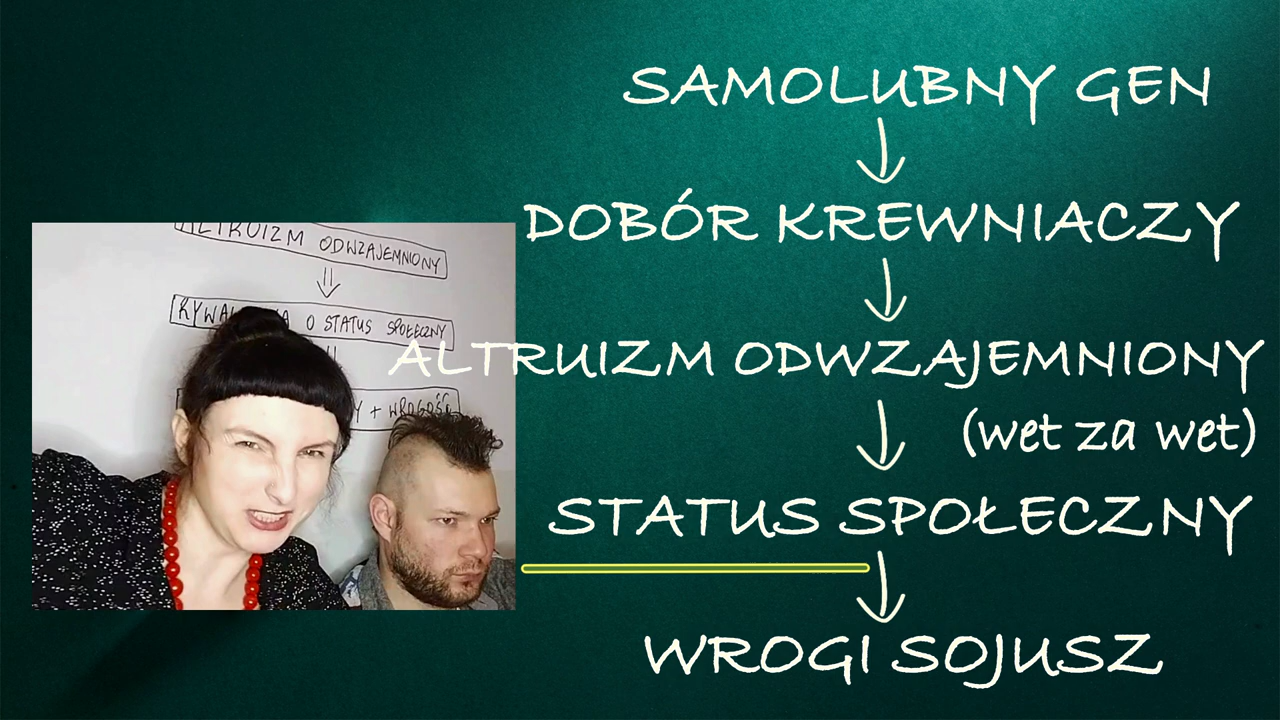 SAMOLUBNY GEN
DOBÓR KREWNIACZY
ALTRUIZM ODWZAJEMNIONY
(wet za wet)
STATUS SPOŁECZNY
WROGI SOJUSZ
ALTRUIZM ODWZAJEMNIONY
O STATUS SPOŁECZNY
+ WROGOŚĆ